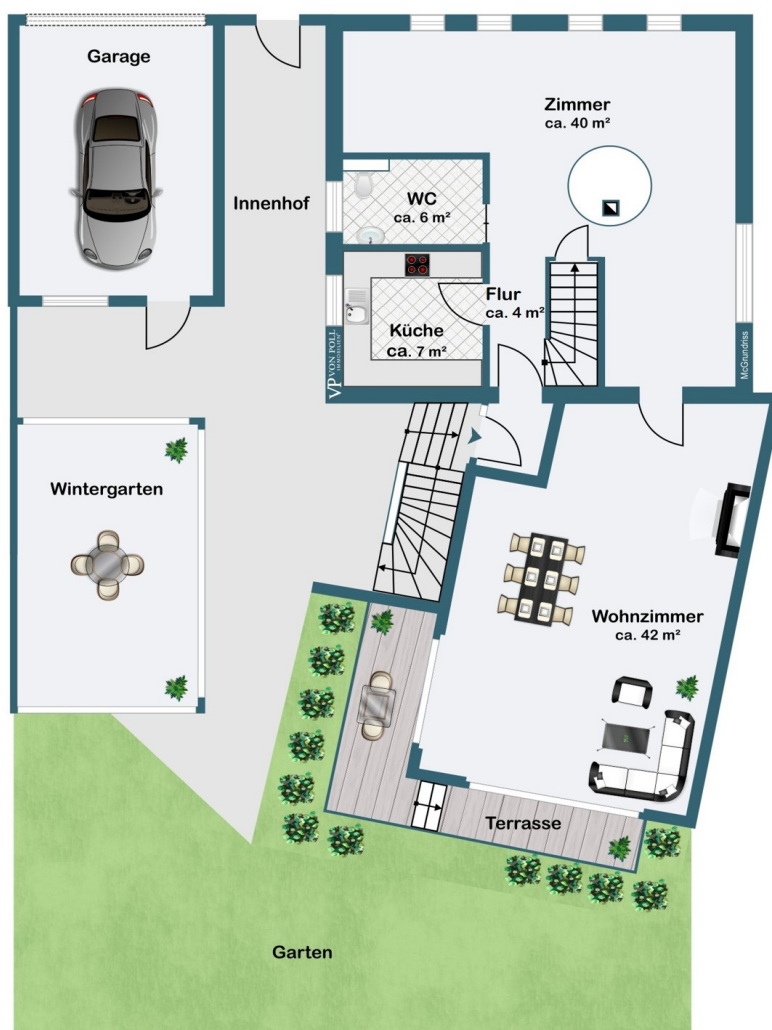 Garage
Zimmer
ca. 40 m²
Innenhof
WC
ca. 6 m²
Flur
ca. 4 m²
Küche
ca. 7 m²
VP VON POLL
IMMOBILIEN
McGrundriss
Wintergarten
Wohnzimmer
ca. 42 m²
Terrasse
Garten